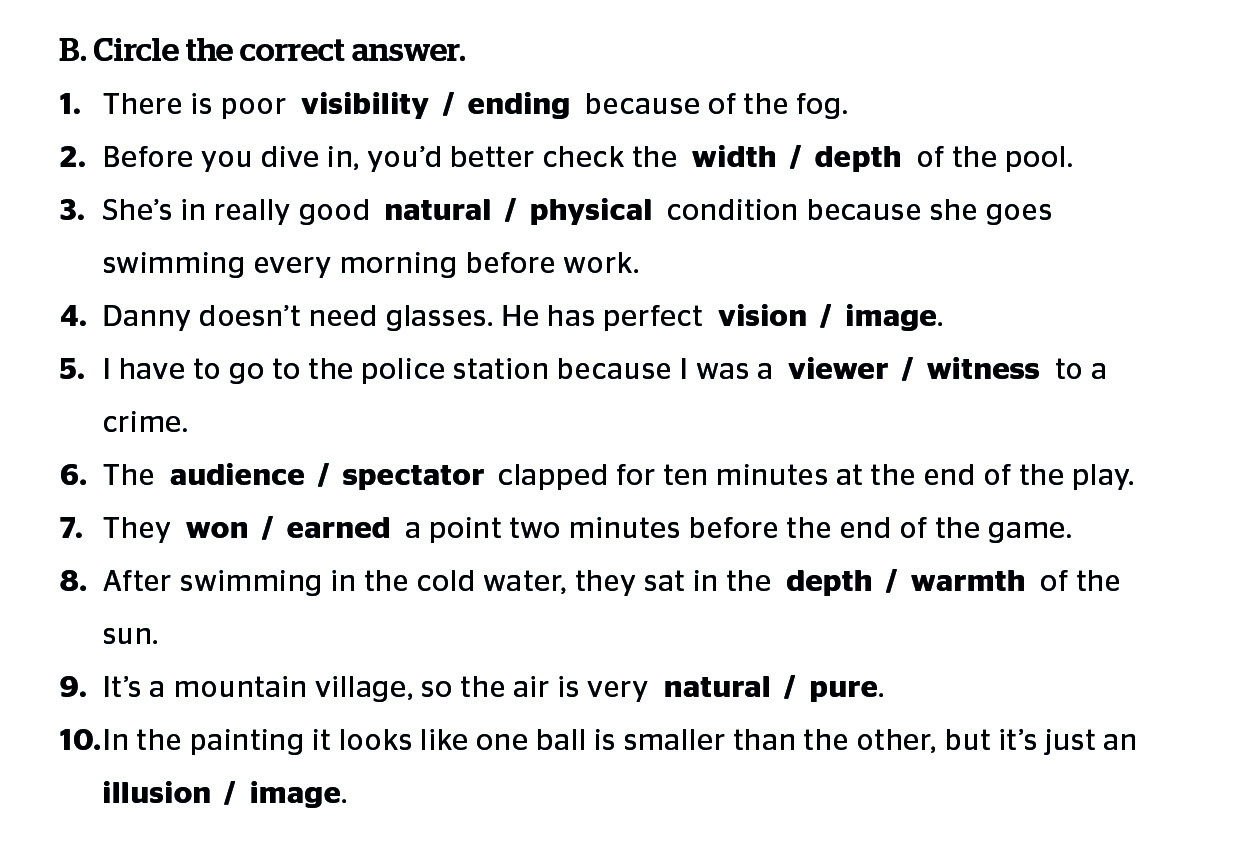 B. Circle the correct answer.
1. There is poor visibility / ending because of the fog.
2. Before you dive in, you’d better check the width / depth of the pool.
3. She’s in really good natural / physical condition because she goes
swimming every morning before work.
4. Danny doesn’t need glasses. He has perfect vision / image.
5. I have to go to the police station because I was a viewer / witness to a
crime.
6. The audience / spectator clapped for ten minutes at the end of the play.
7. They won / earned a point two minutes before the end of the game.
8. After swimming in the cold water, they sat in the depth / warmth of the
sun.
9. It’s a mountain village, so the air is very natural / pure.
10.In the painting it looks like one ball is smaller than the other, but it’s just an
illusion / image.